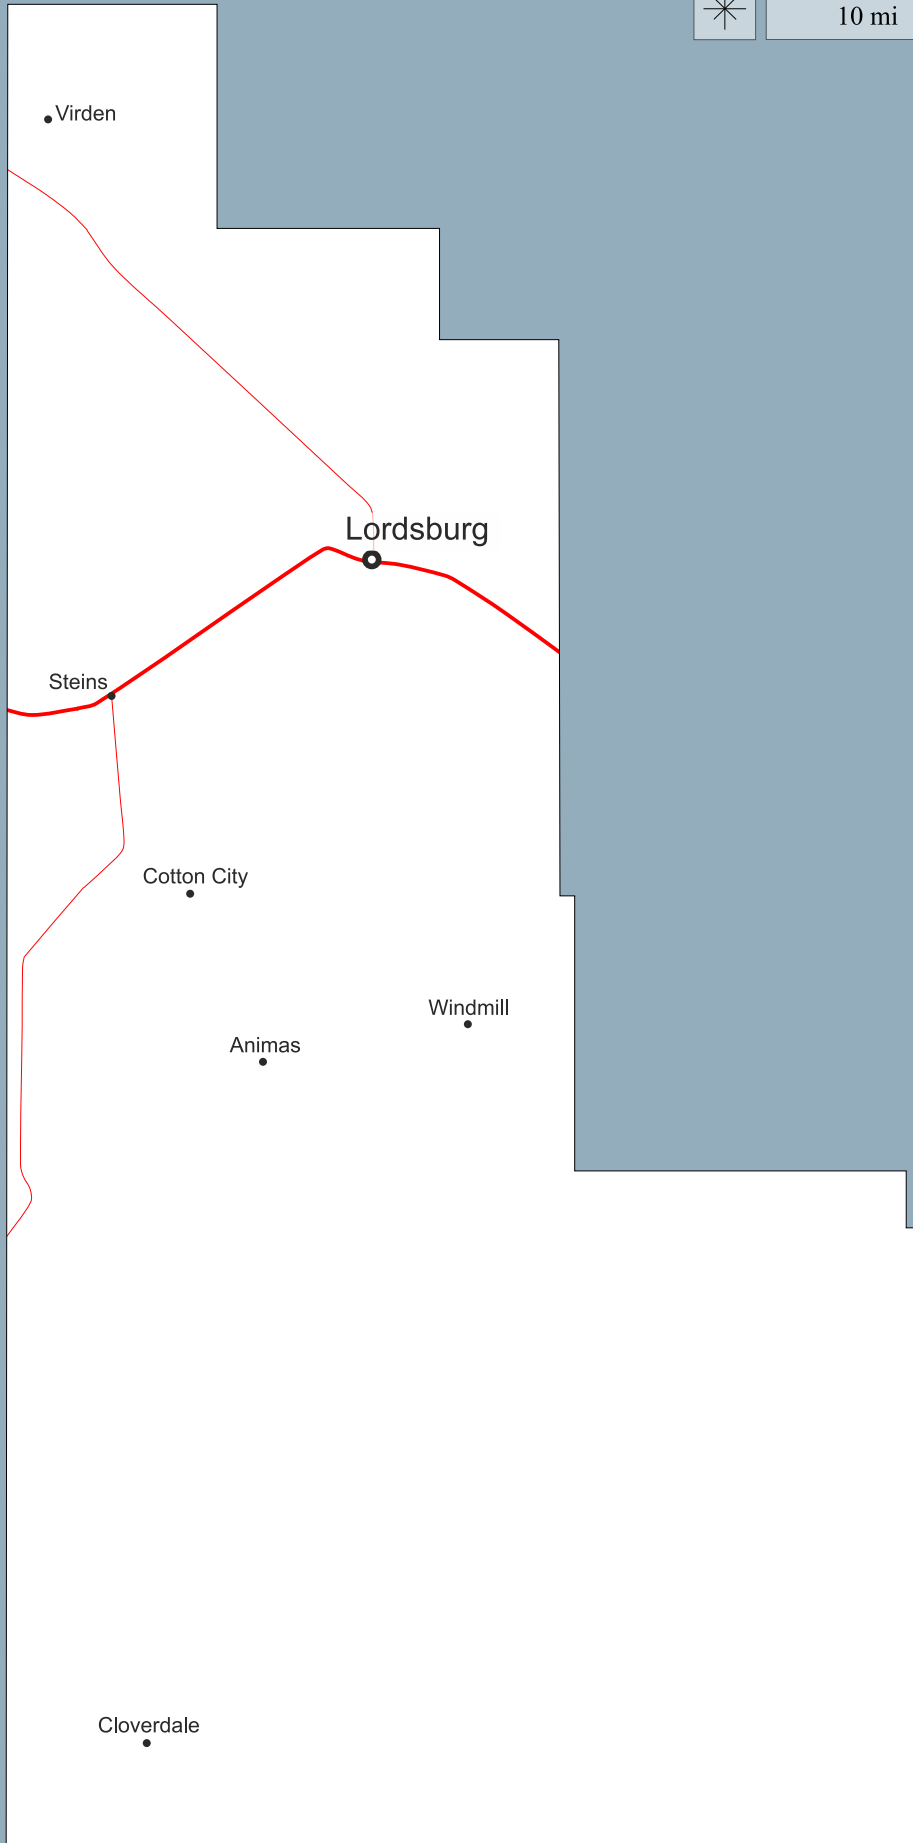 10 mi
Virden
Lordsburg
Steins
Cotton City
Windmill
Animas
Cloverdale